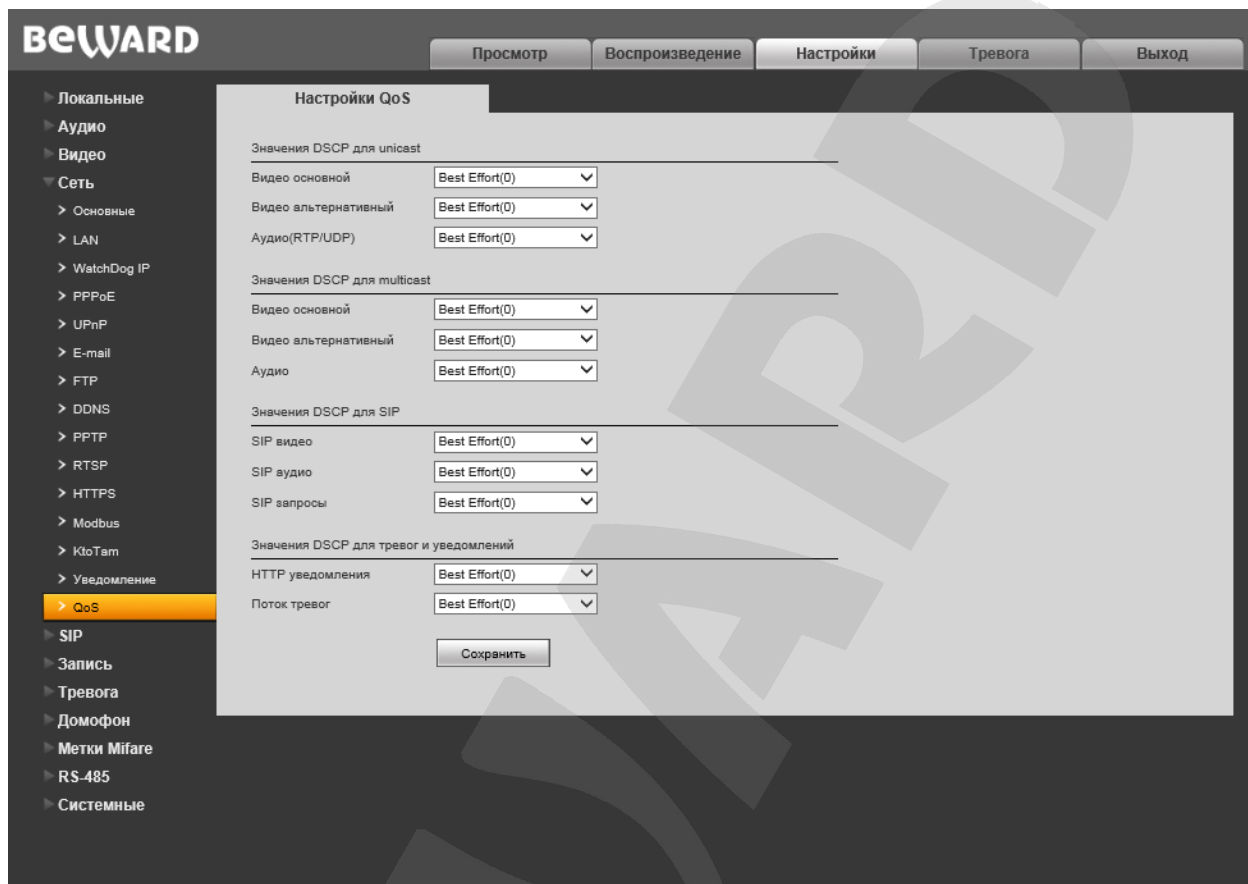 BEWARD
Просмотр Воспроизведение Настройки Тревога Выход
Локальные
Аудио
Видео
Сеть
Основные
LAN
WatchDog IP
PPPoE
UPnP
E-mail
FTP
DDNS
PPTP
RTSP
HTTPS
Modbus
KtoTam
Уведомление
QoS
SIP
Запись
Тревога
Домофон
Метки Mifare
RS-485
Системные
Настройки QoS
Значения DSCP для unicast
Видео основной Best Effort(0)
Видео альтернативный Best Effort(0)
Аудио(RTP/UDP) Best Effort(0)
Значения DSCP для multicast
Видео основной Best Effort(0)
Видео альтернативный Best Effort(0)
Аудио Best Effort(0)
Значения DSCP для SIP
SIP видео Best Effort(0)
SIP аудио Best Effort(0)
SIP запросы Best Effort(0)
Значения DSCP для тревог и уведомлений
HTTP уведомления Best Effort(0)
Поток тревог Best Effort(0)
Сохранить